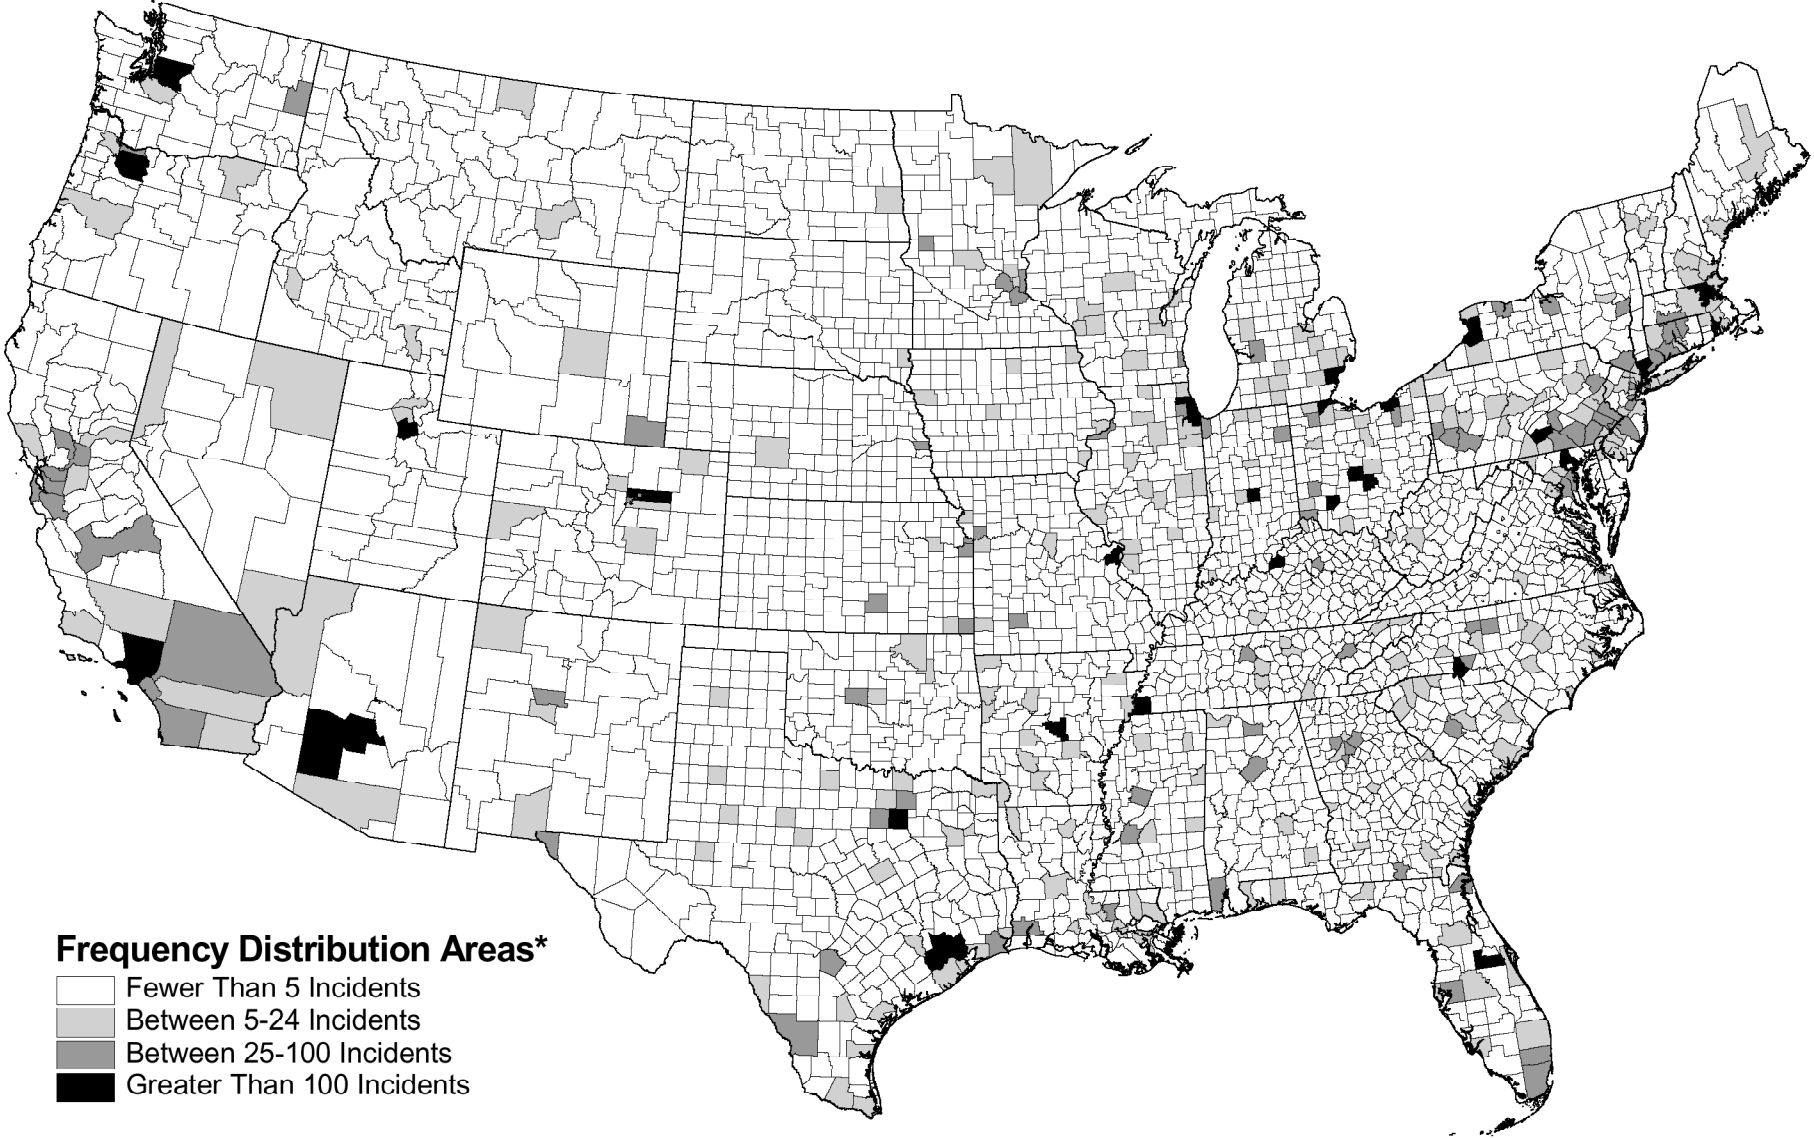 Frequency Distribution Areas*
Fewer Than 5 Incidents
Between 5-24 Incidents
Between 25-100 Incidents
Greater Than 100 Incidents